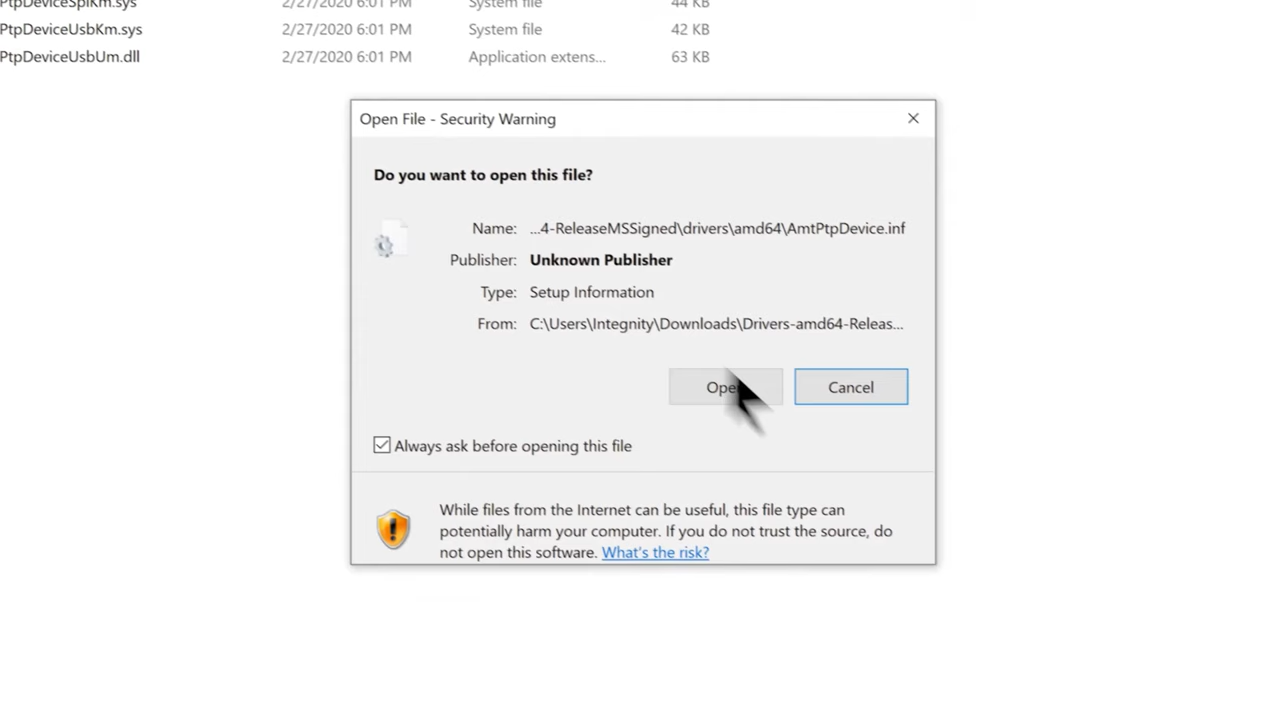 PtpDeviceSpiKm.sys 2/27/2020 6:01 PM System file 44 KB
PtpDeviceUsbKm.sys 2/27/2020 6:01 PM System file 42 KB
PtpDeviceUsbUm.dll 2/27/2020 6:01 PM Application extens... 63 KB
Open File - Security Warning
Do you want to open this file?
Name: ...4-ReleaseMSSigned\drivers\amd64\AmtPtpDevice.inf
Publisher: Unknown Publisher
Type: Setup Information
From: C:\Users\Integnity\Downloads\Drivers-amd64-Releas...
Open Cancel
Always ask before opening this file
While files from the Internet can be useful, this file type can
potentially harm your computer. If you do not trust the source, do
not open this software. What's the risk?